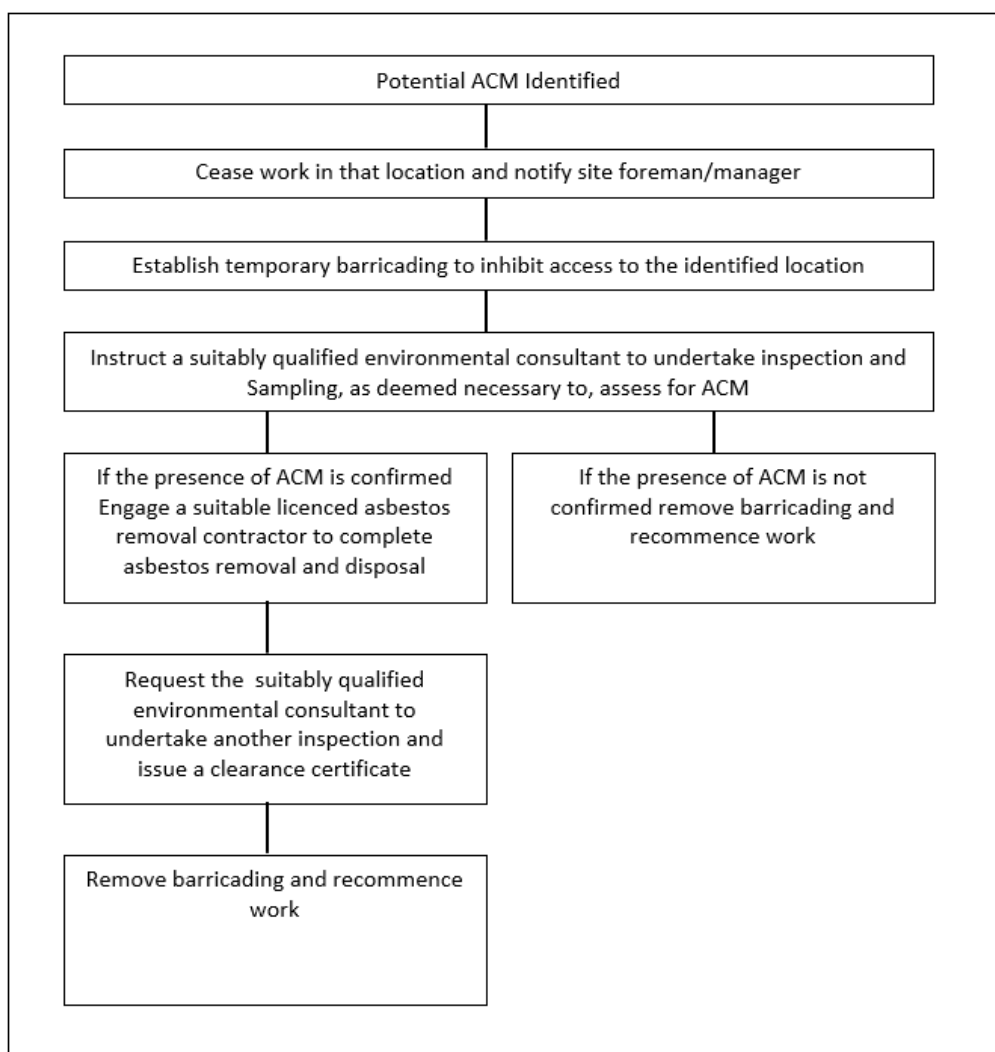 Potential ACM Identified
Cease work in that location and notify site foreman/manager
Establish temporary barricading to inhibit access to the identified location
Instruct a suitably qualified environmental consultant to undertake inspection and
Sampling, as deemed necessary to, assess for ACM
If the presence of ACM is confirmed
Engage a suitable licenced asbestos
removal contractor to complete
asbestos removal and disposal
If the presence of ACM is not
confirmed remove barricading and
recommence work
Request the  suitably qualified
environmental consultant to
undertake another inspection and
issue a clearance certificate
Remove barricading and recommence
work